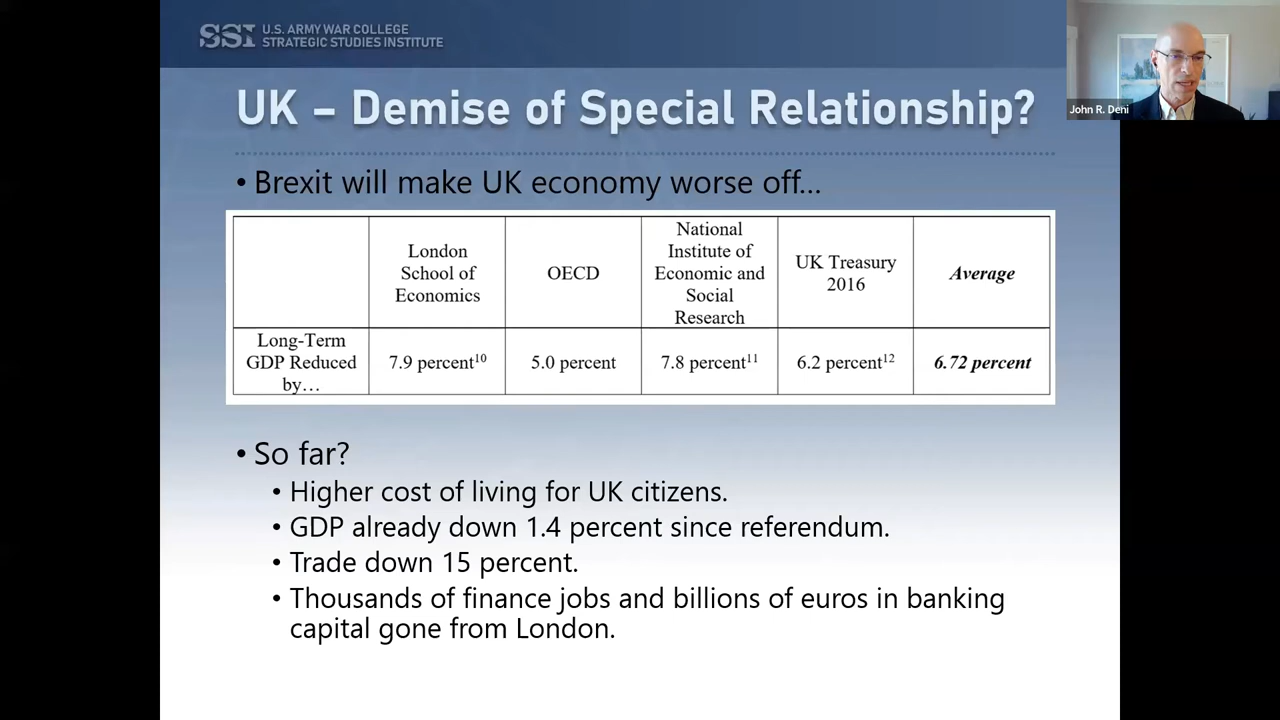 SSI U.S. ARMY WAR COLLEGE
STRATEGIC STUDIES INSTITUTE
John R. Deni
UK – Demise of Special Relationship?
• Brexit will make UK economy worse off…
London
School of
Economics
OECD
National
Institute of
Economic and
Social
Research
UK Treasury
2016
Average
Long-Term
GDP Reduced
by…
7.9 percent¹⁰
5.0 percent
7.8 percent¹¹
6.2 percent¹²
6.72 percent
• So far?
• Higher cost of living for UK citizens.
• GDP already down 1.4 percent since referendum.
• Trade down 15 percent.
• Thousands of finance jobs and billions of euros in banking
capital gone from London.